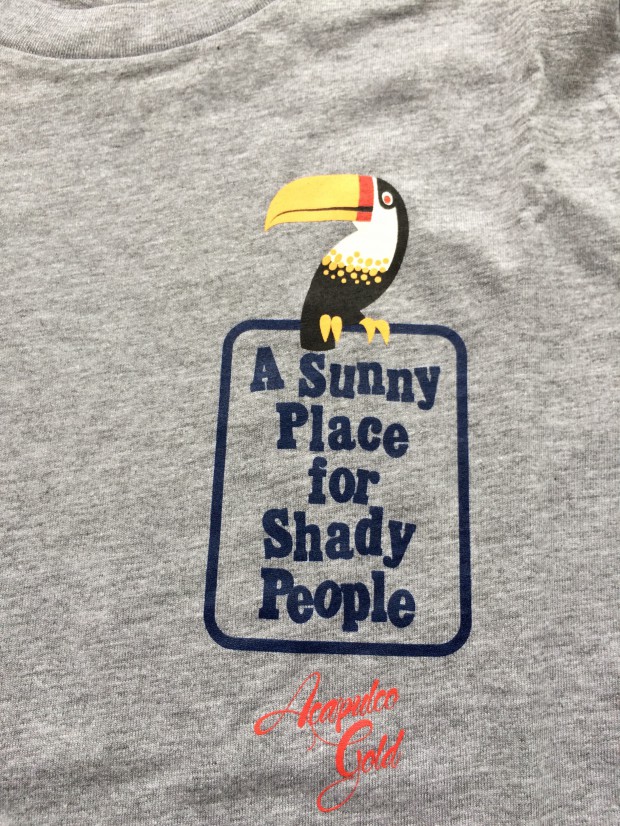 A Sunny
Place
for
Shady
People
Acapulco
Gold